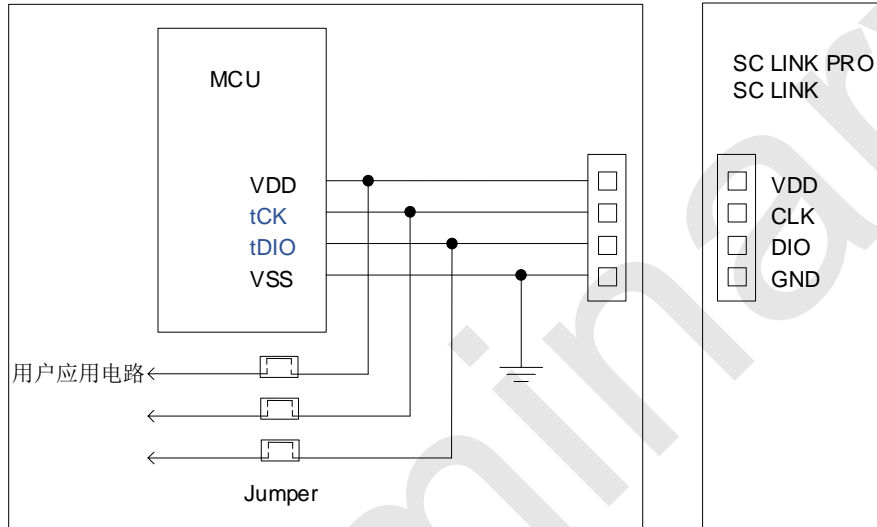 MCU
VDD
tCK
tDIO
VSS
用户应用电路
Jumper
SC LINK PRO
SC LINK
VDD
CLK
DIO
GND